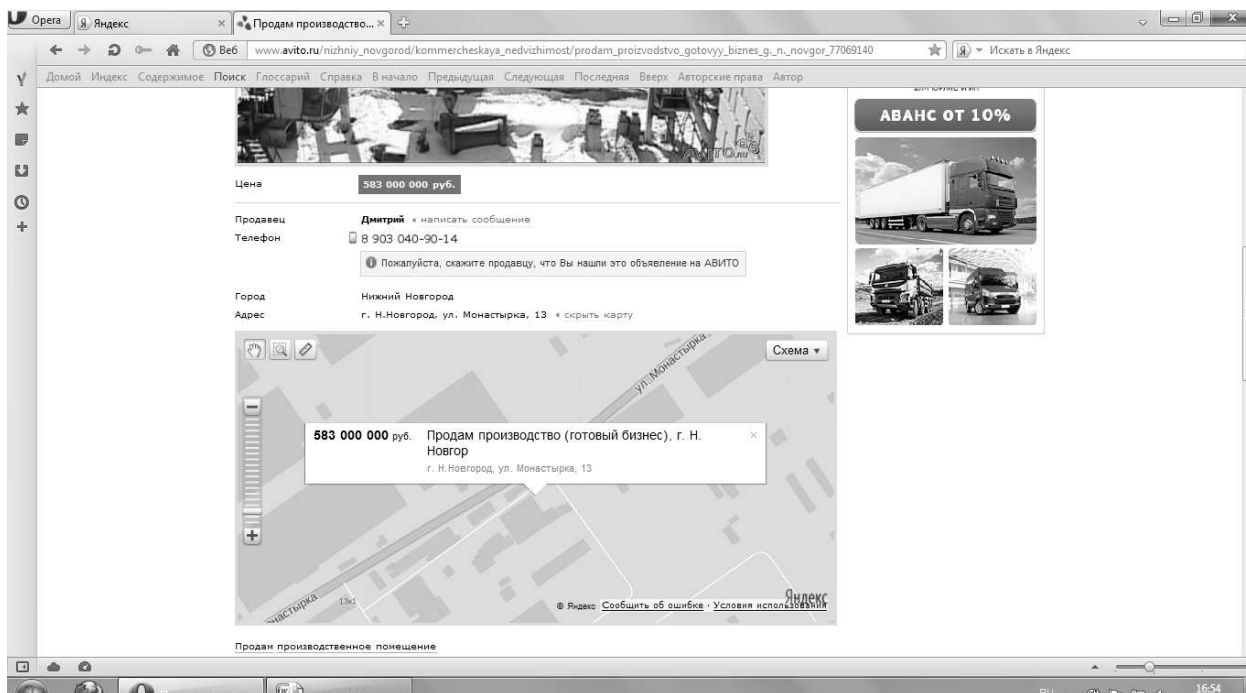 Opera
Яндекс
Продам производство...
Веб
www.avito.ru/nizhniy_novgorod/kommercheskaya_nedvizhimost/prodam_proizvodstvo_gotovyy_biznes_g._n._novgor_77069140
Искать в Яндекс
Домой Индекс Содержимое Поиск Глоссарий Справка В начало Предыдущая Следующая Последняя Вверх Авторские права Автор
АВАНС ОТ 10%
AVITO.ru
Цена 583 000 000 руб.
Продавец Дмитрий написать сообщение
Телефон 8 903 040-90-14
Пожалуйста, скажите продавцу, что Вы нашли это объявление на АВИТО
Город Нижний Новгород
Адрес г. Н.Новгород, ул. Монастырка, 13 скрыть карту
Схема
ул. Монастырка
583 000 000 руб. Продам производство (готовый бизнес), г. Н.
Новгор
г. Н.Новгород, ул. Монастырка, 13
13к1
Яндекс
© Яндекс Сообщить об ошибке · Условия использования
Продам производственное помещение
RU
16:54